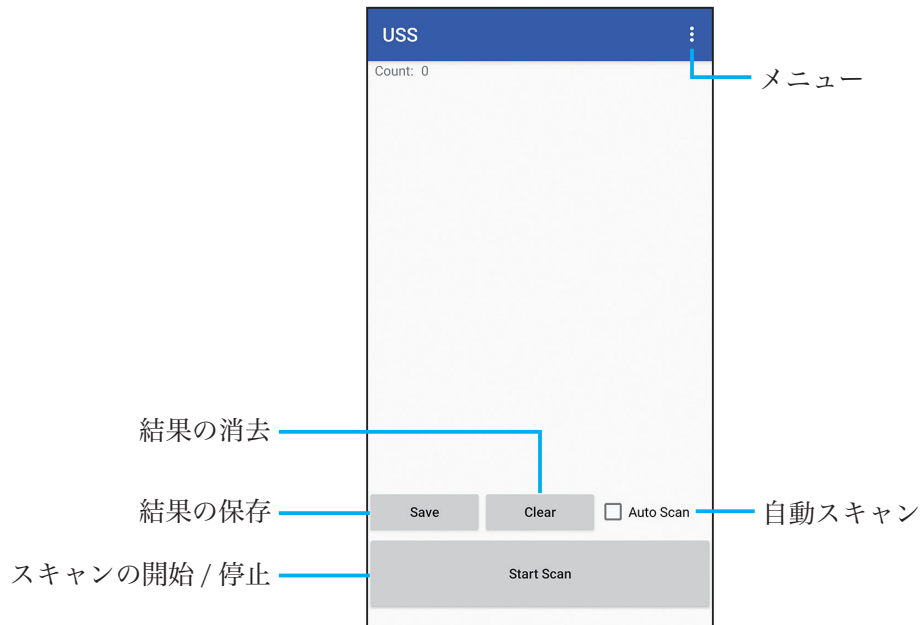 USS
Count: 0
メニュー
結果の消去
結果の保存
Save
Clear
Auto Scan
自動スキャン
スキャンの開始 / 停止
Start Scan